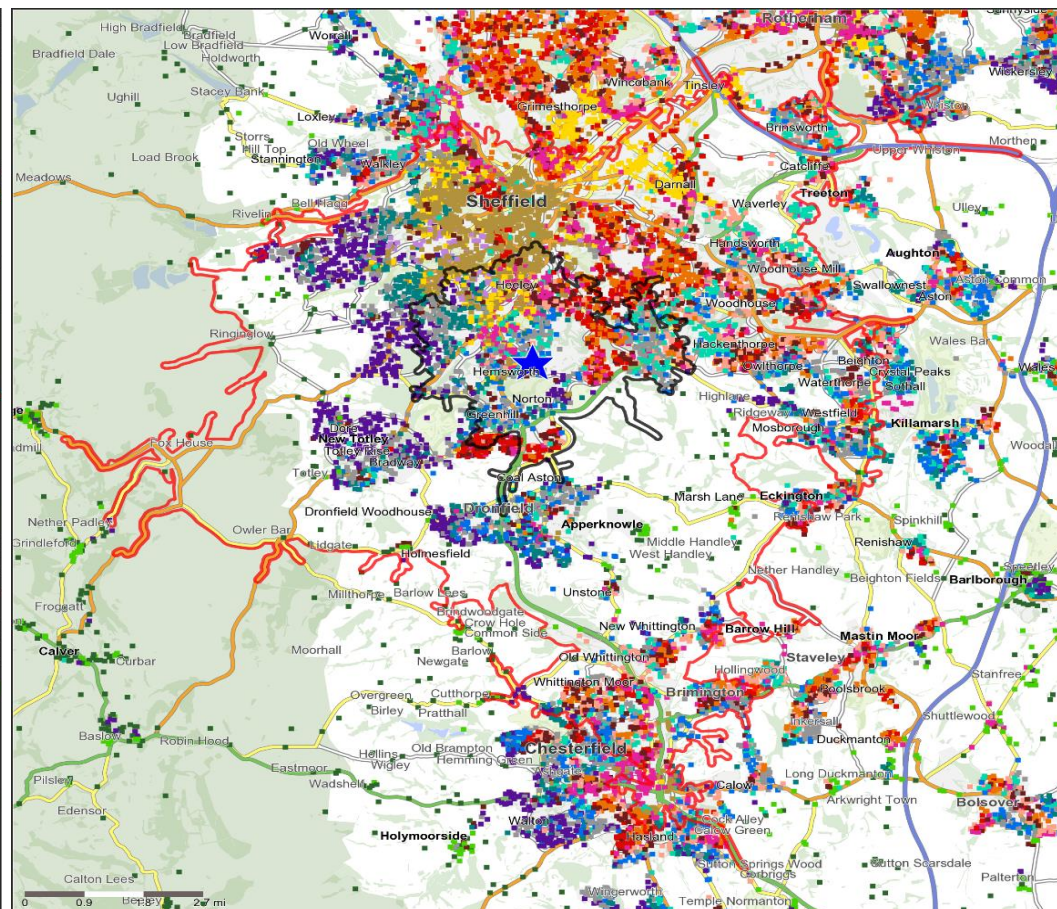 High Bradfield
Bradfield
Low Bradfield
Holdworth
Bradfield Dale
Worrall
Rotherham
Sunnyside
Wickersley
Ughill
Stacey Bank
Loxley
Wincobank
Tinsley
Grimesthorpe
Whiston
Brinsworth
Storrs
Hill Top
Old Wheel
Stannington
Load Brook
Walkley
Upper Whiston
Morthen
Meadows
Catcliffe
Bell Hagg
Rivelin
Sheffield
Darnall
Treeton
Waverley
Ulley
Handsworth
Aughton
Woodhouse Mill
Swallownest
Aston Common
Aston
Heeley
Woodhouse
Ringinglow
Hackenthorpe
Wales Bar
Beighton
Owlthorpe
Crystal Peaks
Wales
Hemsworth
Waterthorpe
Sothall
Norton
Highlane
Ridgeway
Westfield
Greenhill
Mosborough
Killamarsh
Dore
New Totley
Totley Rise
Bradway
Fox House
Totley
Coal Aston
Marsh Lane
Eckington
Renishaw Park
Dronfield Woodhouse
Dronfield
Apperknowle
Spinkhill
Nether Padley
Grindleford
Owler Bar
Lidgate
Holmesfield
Middle Handley
West Handley
Renishaw
Nether Handley
Beighton Fields
Barlborough
Froggatt
Millthorpe
Barlow Lees
Unstone
Brindwoodgate
Crow Hole
Common Side
New Whittington
Barrow Hill
Mastin Moor
Calver
Curbar
Moorhall
Barlow
Newgate
Old Whittington
Staveley
Hollingwood
Stanfree
Whittington Moor
Brimington
Poolsbrook
Overgreen
Cutthorpe
Birley
Pratthall
Inkersall
Shuttlewood
Baslow
Robin Hood
Old Brampton
Hemming Green
Hollins
Wigley
Chesterfield
Duckmanton
Eastmoor
Ashgate
Pilsley
Wadshelf
Calow
Long Duckmanton
Arkwright Town
Bolsover
Edensor
Walton
Cock Alley
Calow Green
Holymoorside
Hasland
Sutton Springs Wood
Corbriggs
Sutton Scarsdale
Calton Lees
Palterton
Beeley
Wingerworth
Temple Normanton
0 0.9 1.8 2.7 mi